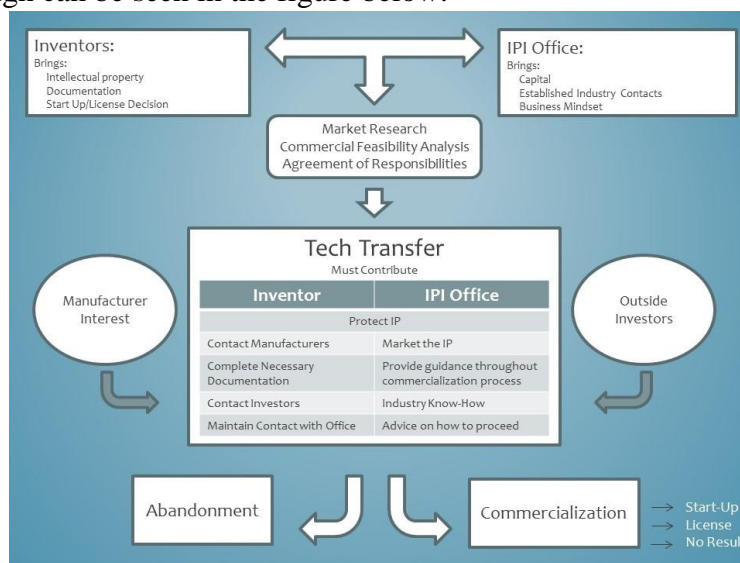 Inventors:
Brings:
Intellectual property
Documentation
Start Up/License Decision
IPI Office:
Brings:
Capital
Established Industry Contacts
Business Mindset
Market Research
Commercial Feasibility Analysis
Agreement of Responsibilities
Tech Transfer
Must Contribute
Inventor
IPI Office
Protect IP
Contact Manufacturers
Market the IP
Complete Necessary
Documentation
Provide guidance throughout
commercialization process
Contact Investors
Industry Know-How
Maintain Contact with Office
Advice on how to proceed
Manufacturer
Interest
Outside
Investors
Abandonment
Commercialization
Start-Up
License